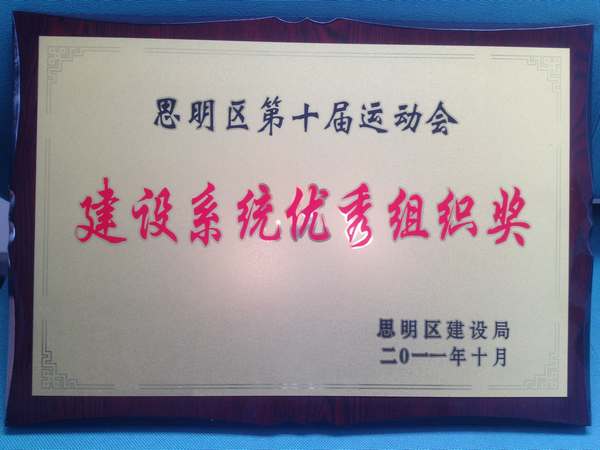 思明区第十届运动会
建设系统优秀组织奖
思明区建设局
二〇一一年十月